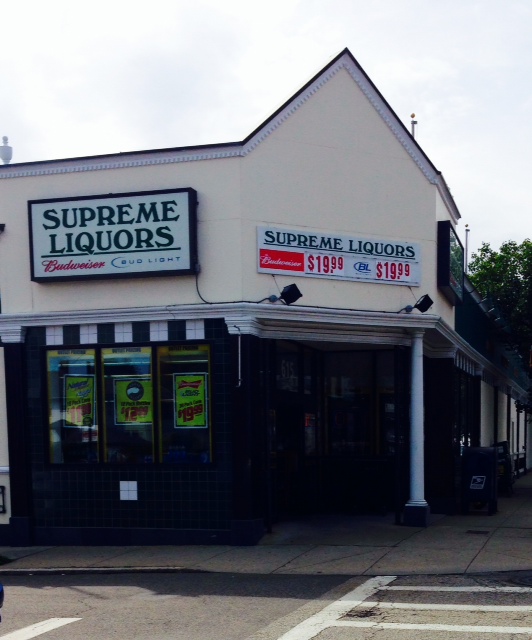 SUPREME
LIQUORS
Budweiser BUD LIGHT
SUPREME LIQUORS
Budweiser $19.99 BL $19.99